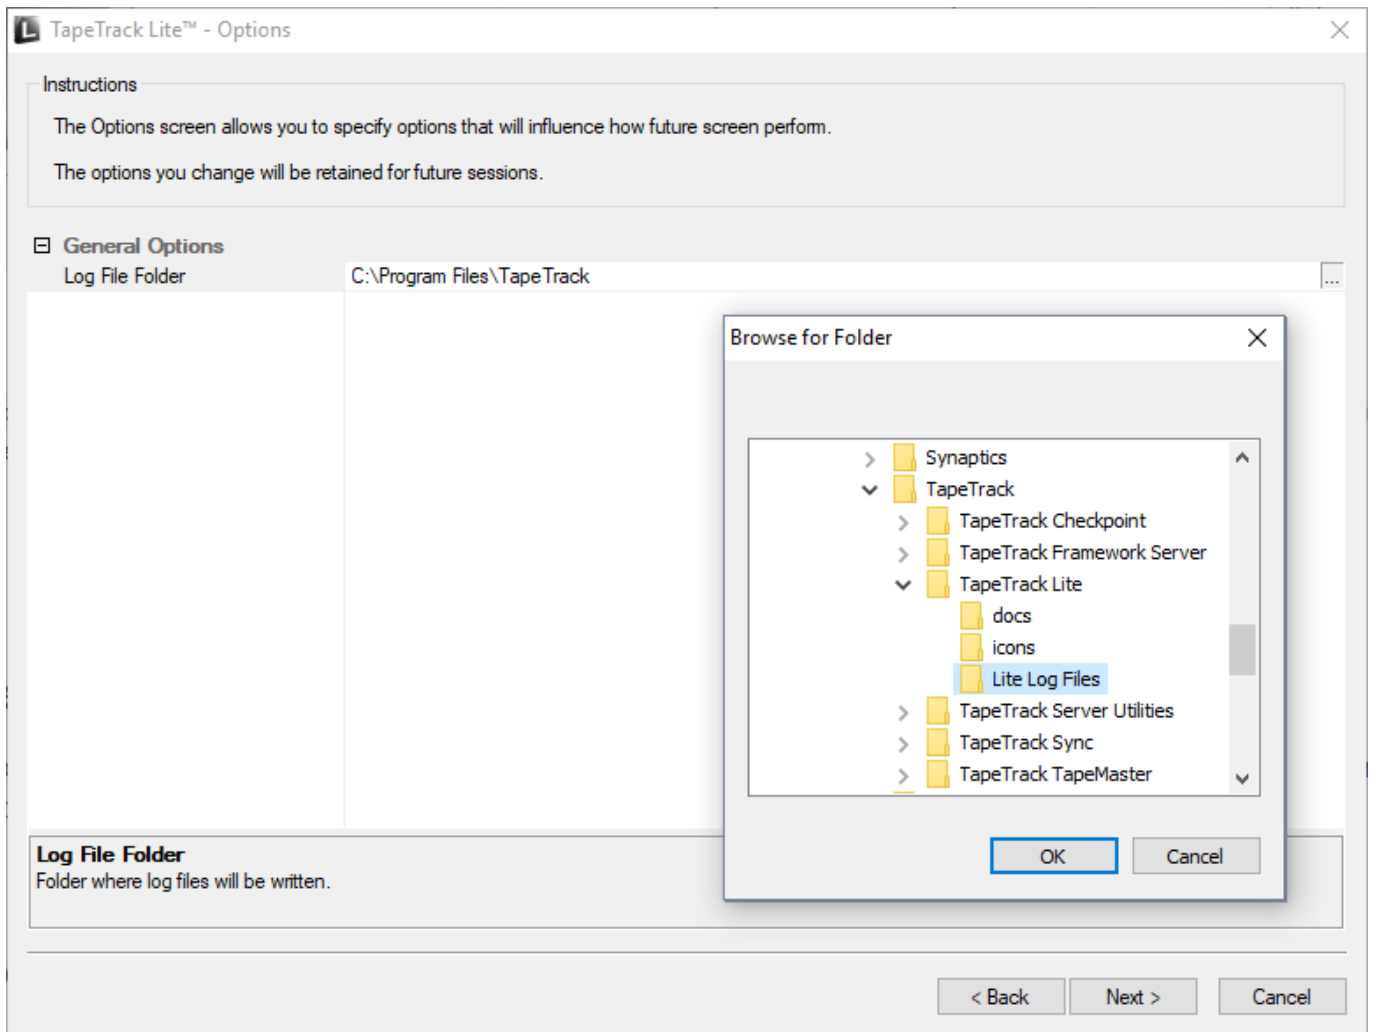 TapeTrack Lite™ - Options
Instructions
The Options screen allows you to specify options that will influence how future screen perform.
The options you change will be retained for future sessions.
General Options
Log File Folder C:\Program Files\TapeTrack ...
Browse for Folder
Synaptics
TapeTrack
TapeTrack Checkpoint
TapeTrack Framework Server
TapeTrack Lite
docs
icons
Lite Log Files
TapeTrack Server Utilities
TapeTrack Sync
TapeTrack TapeMaster
OK Cancel
Log File Folder
Folder where log files will be written.
< Back Next > Cancel